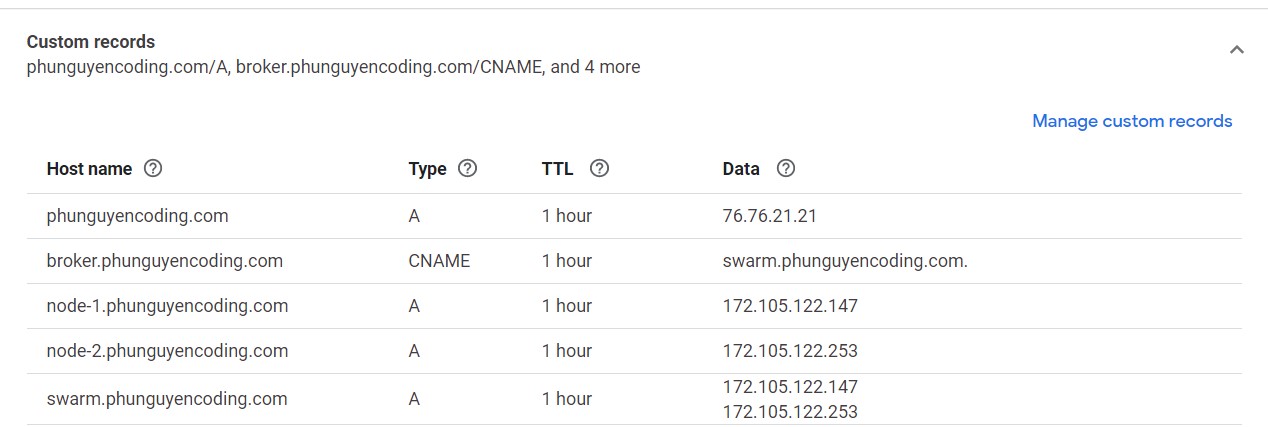 Custom records
phunguyencoding.com/A, broker.phunguyencoding.com/CNAME, and 4 more
Manage custom records
Host name Type TTL Data
phunguyencoding.com A 1 hour 76.76.21.21
broker.phunguyencoding.com CNAME 1 hour swarm.phunguyencoding.com.
node-1.phunguyencoding.com A 1 hour 172.105.122.147
node-2.phunguyencoding.com A 1 hour 172.105.122.253
swarm.phunguyencoding.com A 1 hour 172.105.122.147
172.105.122.253